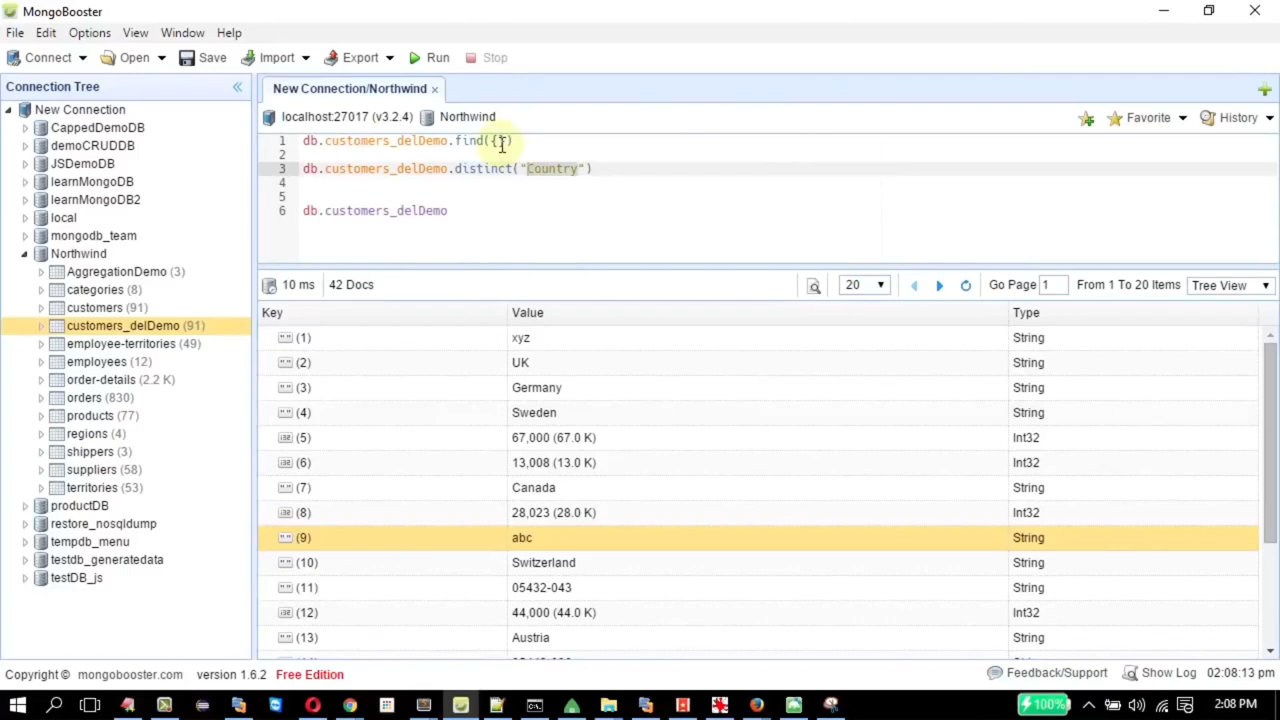 MongoBooster
File Edit Options View Window Help
Connect Open Save Import Export Run Stop
Connection Tree
New Connection
CappedDemoDB
demoCRUDDB
JSDemoDB
learnMongoDB
learnMongoDB2
local
mongodb_team
Northwind
AggregationDemo (3)
categories (8)
customers (91)
customers_delDemo (91)
employee-territories (49)
employees (12)
order-details (2.2 K)
orders (830)
products (77)
regions (4)
shippers (3)
suppliers (58)
territories (53)
productDB
restore_nosqldump
tempdb_menu
testdb_generatedata
testDB_js
New Connection/Northwind ×
localhost:27017 (v3.2.4) Northwind Favorite History
1 db.customers_delDemo.find({})
2
3 db.customers_delDemo.distinct("Country")
4
5
6 db.customers_delDemo
10 ms 42 Docs 20 Go Page 1 From 1 To 20 Items Tree View
Key Value Type
(1) xyz String
(2) UK String
(3) Germany String
(4) Sweden String
(5) 67,000 (67.0 K) Int32
(6) 13,008 (13.0 K) Int32
(7) Canada String
(8) 28,023 (28.0 K) Int32
(9) abc String
(10) Switzerland String
(11) 05432-043 String
(12) 44,000 (44.0 K) Int32
(13) Austria String
Copyright © mongobooster.com version 1.6.2 Free Edition Feedback/Support Show Log 02:08:13 pm
100% 2:08 PM